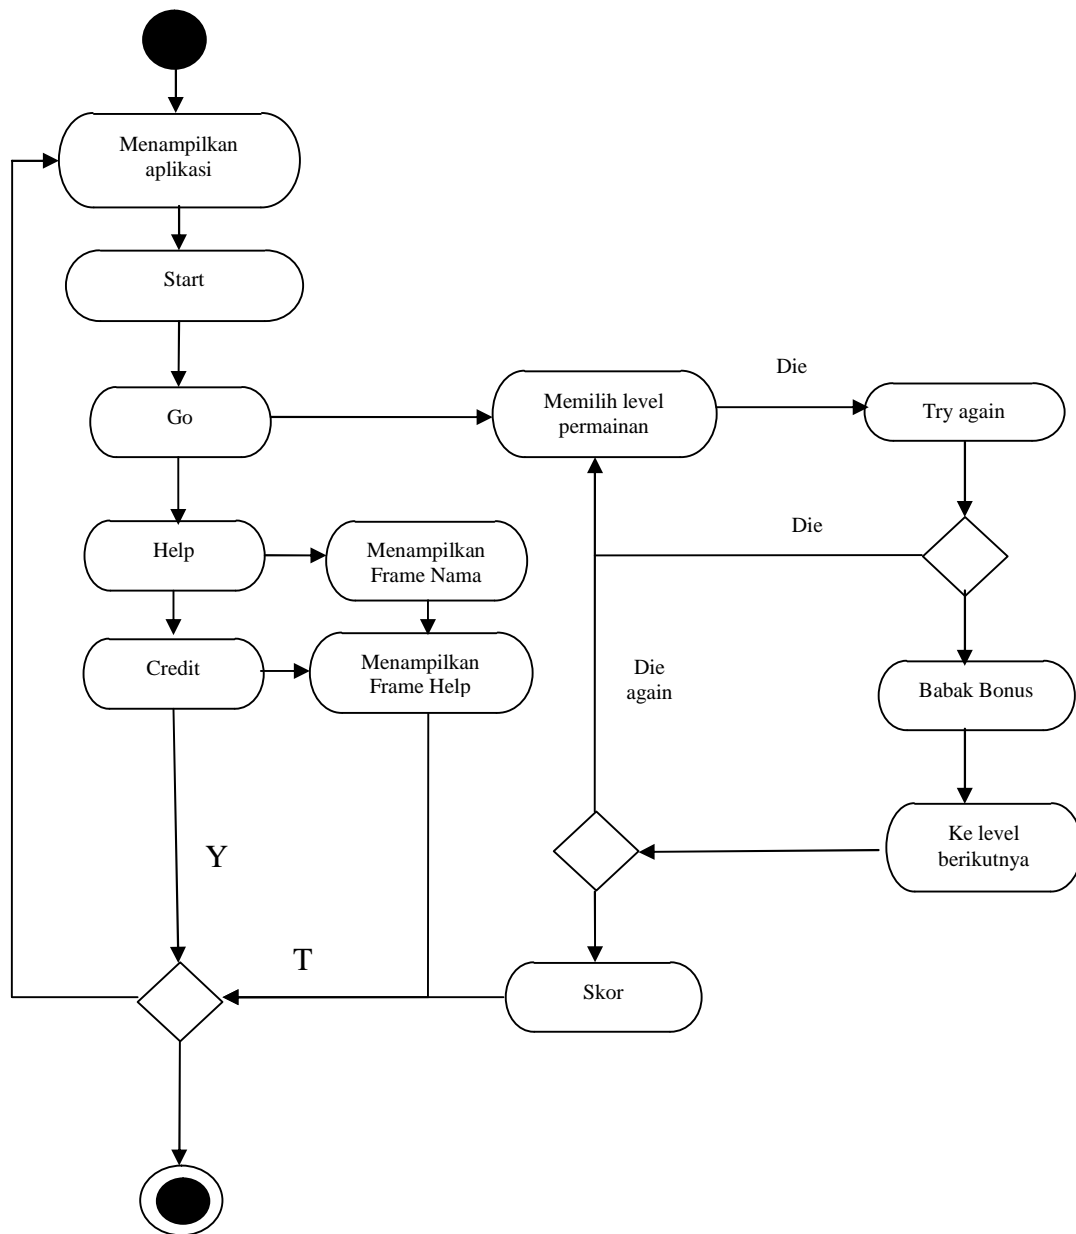 Menampilkan
aplikasi
Start
Go
Memilih level
permainan
Die
Try again
Help
Menampilkan
Frame Nama
Die
Credit
Menampilkan
Frame Help
Die
again
Babak Bonus
Ke level
berikutnya
Y
T
Skor